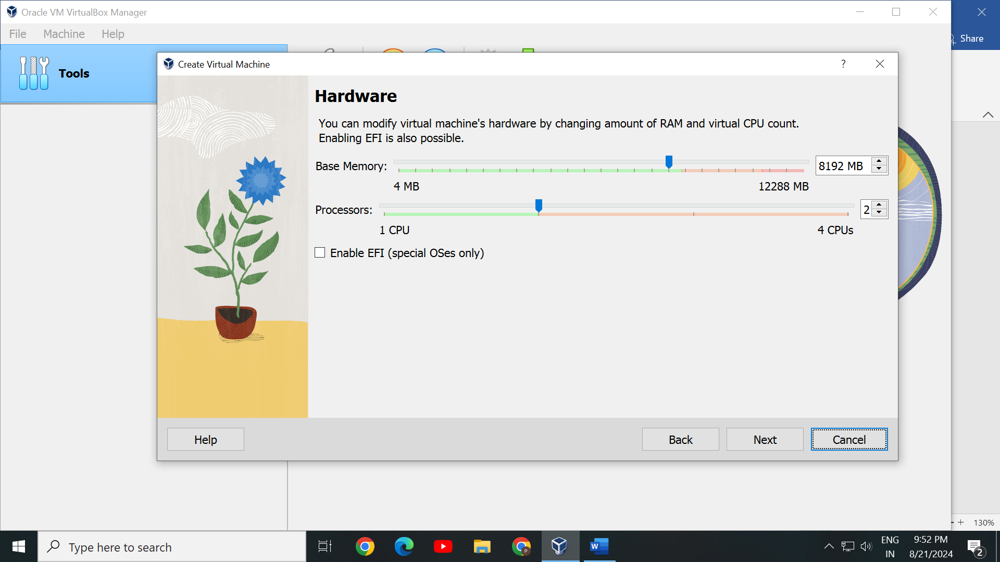 Oracle VM VirtualBox Manager
File Machine Help
Share
Tools
Create Virtual Machine
?
Hardware
You can modify virtual machine's hardware by changing amount of RAM and virtual CPU count.
Enabling EFI is also possible.
Base Memory:
8192 MB
4 MB
12288 MB
Processors:
2
1 CPU
4 CPUs
Enable EFI (special OSes only)
Help
Back
Next
Cancel
130%
Type here to search
P
W
ENG
IN
9:52 PM
8/21/2024
2